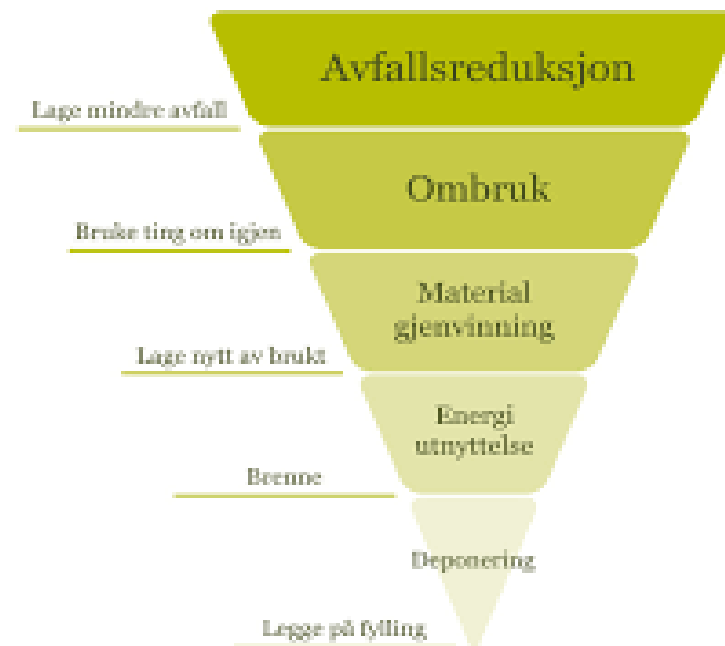 Avfallsreduksjon
Lage mindre avfall
Ombruk
Bruke ting om igjen
Material
gjenvinning
Lage nytt av brukt
Energi
utnyttelse
Brenne
Deponering
Legge på fylling